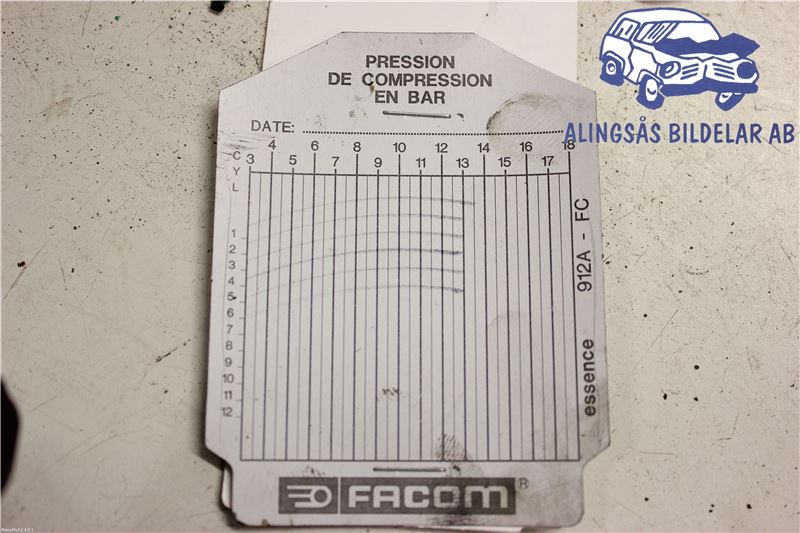 PRESSION
DE COMPRESSION
EN BAR
DATE:
4 6 8 10 12 14 16 18
3 5 7 9 11 13 15 17
C
Y
L
1
2
3
4
5
6
7
8
9
10
11
12
912A - FC
essence
FACOM®
ALINGSÅS BILDELAR AB